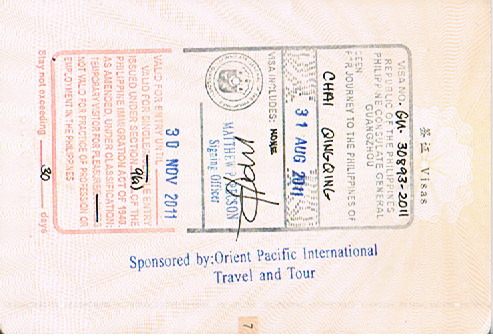 签证 Visas
VISA NO. GU-30893-2011
REPUBLIC OF THE PHILIPPINES
PHILIPPINE CONSULATE GENERAL
GUANGZHOU
SEEN
FOR JOURNEY TO THE PHILIPPINES OF
CHAI QINGQING
31 AUG 2011
VISA INCLUDES: NONE
Signing Officer
30 NOV 2011
VALID FOR ENTRY UNTIL
VALID FOR SINGLE ENTRY.
ISSUED UNDER SECTION 9(a) OF THE
PHILIPPINE IMMIGRATION ACT OF 1940.
AS AMENDED, UNDER CLASSIFICATION:
TEMPORARY VISITOR FOR PLEASURE
NOT VALID FOR PRACTICE OF PROFESSION OR
EMPLOYMENT IN THE PHILIPPINES.
Stay not exceeding 30 days
Sponsored by:Orient Pacific International
Travel and Tour
7